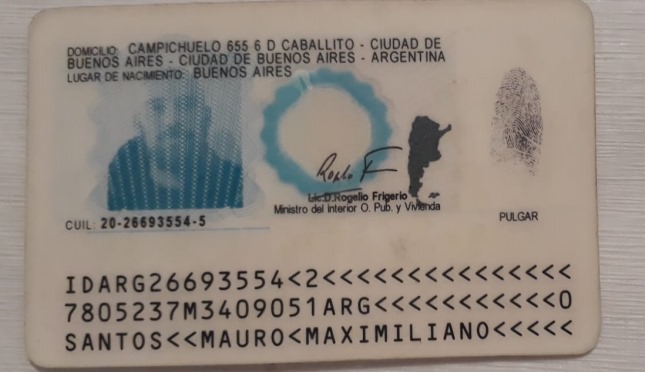 DOMICILIO: CAMPICHUELO 655 6 D CABALLITO - CIUDAD DE
BUENOS AIRES - CIUDAD DE BUENOS AIRES - ARGENTINA
LUGAR DE NACIMIENTO: BUENOS AIRES
Lic.D.Rogelio Frigerio
Ministro del Interior O. Pub. y Vivienda
PULGAR
CUIL: 20-26693554-5
IDARG26693554<2<<<<<<<<<<<<<<<
7805237M3409051ARG<<<<<<<<<<<0
SANTOS<<MAURO<MAXIMILIANO<<<<<